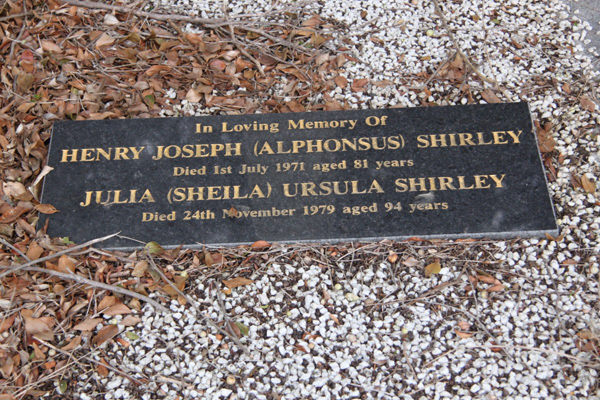 In Loving Memory Of
HENRY JOSEPH (ALPHONSUS) SHIRLEY
Died 1st July 1971 aged 81 years
JULIA (SHEILA) URSULA SHIRLEY
Died 24th November 1979 aged 94 years